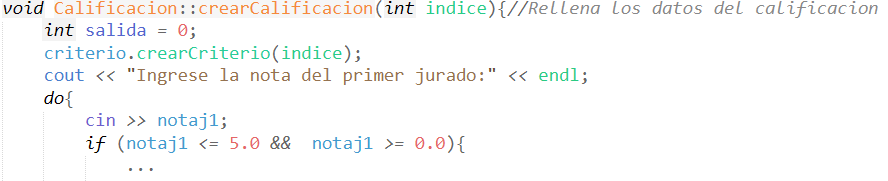 void Calificacion::crearCalificacion(int indice){//Rellena los datos del calificacion
int salida = 0;
criterio.crearCriterio(indice);
cout << "Ingrese la nota del primer jurado:" << endl;
do{
cin >> notaj1;
if (notaj1 <= 5.0 &&  notaj1 >= 0.0){
...